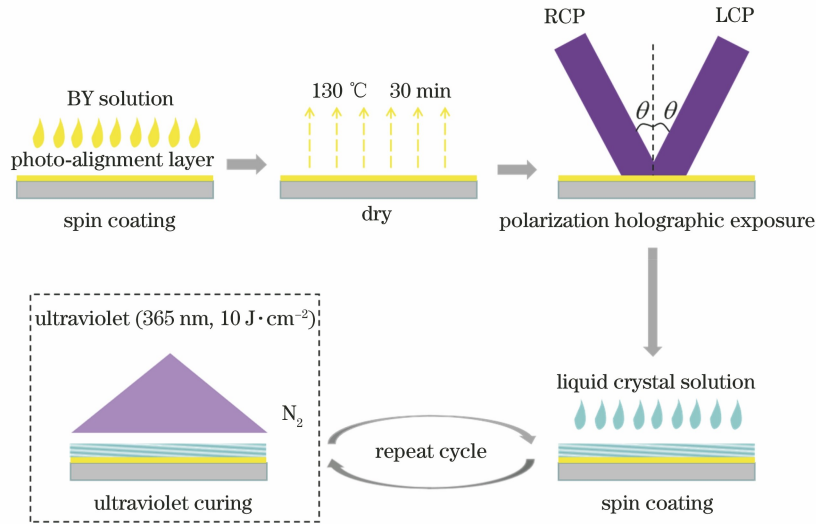 BY solution
photo-alignment layer
spin coating
130 ℃ 30 min
dry
RCP LCP
θ θ
polarization holographic exposure
liquid crystal solution
spin coating
repeat cycle
ultraviolet (365 nm, 10 J·cm⁻²)
N₂
ultraviolet curing